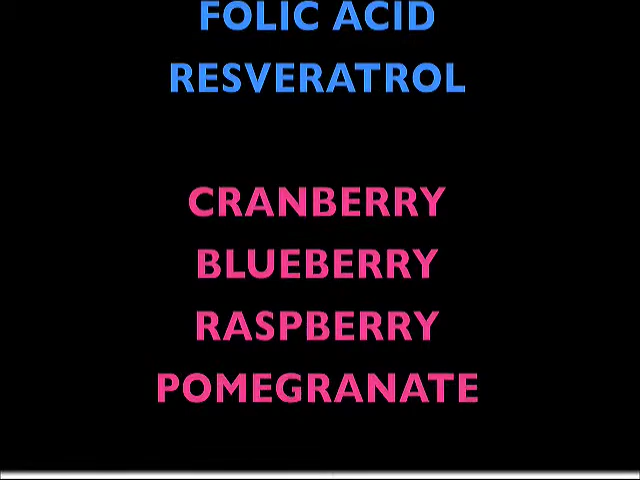 FOLIC ACID
RESVERATROL
CRANBERRY
BLUEBERRY
RASPBERRY
POMEGRANATE